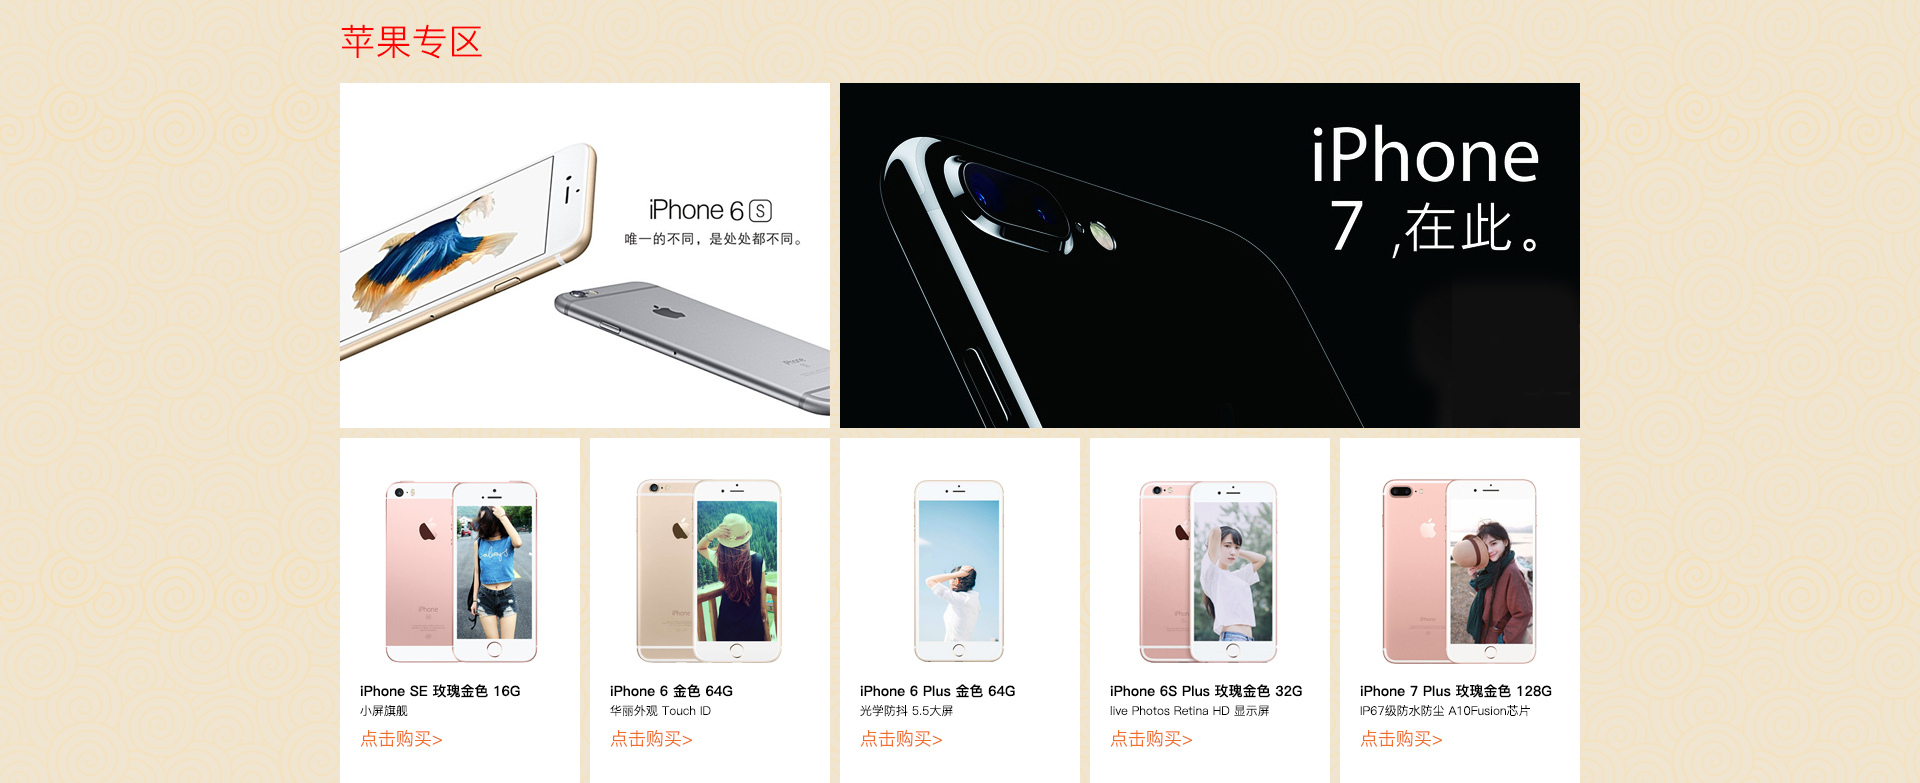 苹果专区
iPhone 6 S
唯一的不同，是处处都不同。
iPhone
7 ,在此。
iPhone SE 玫瑰金色 16G
小屏旗舰
点击购买>
iPhone 6 金色 64G
华丽外观 Touch ID
点击购买>
iPhone 6 Plus 金色 64G
光学防抖 5.5大屏
点击购买>
iPhone 6S Plus 玫瑰金色 32G
live Photos Retina HD 显示屏
点击购买>
iPhone 7 Plus 玫瑰金色 128G
IP67级防水防尘 A10Fusion芯片
点击购买>